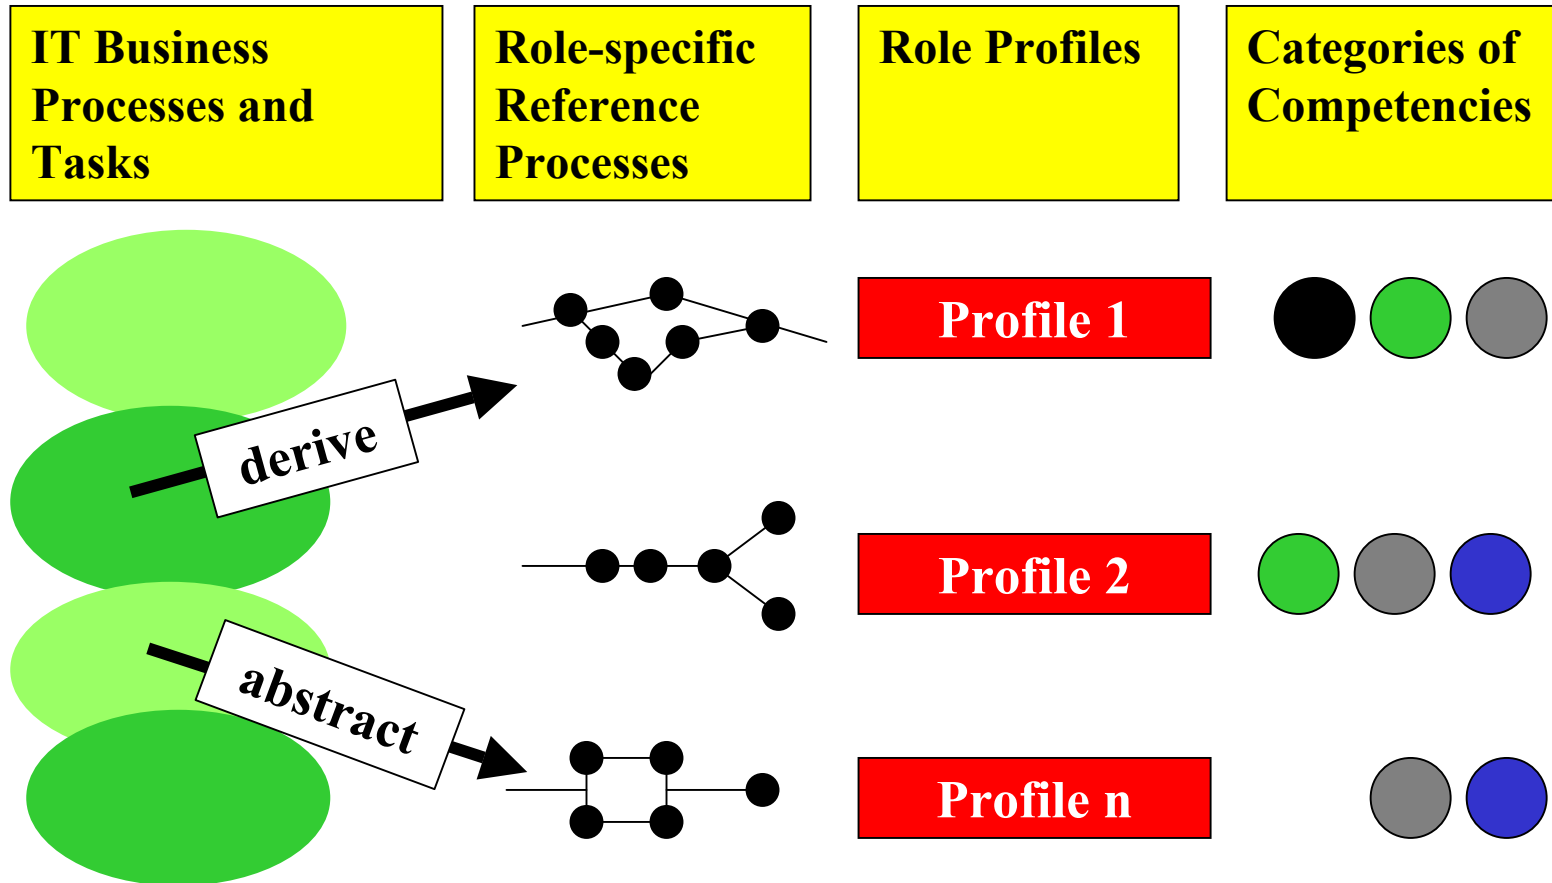 IT Business
Processes and
Tasks
Role-specific
Reference
Processes
Role Profiles
Categories of
Competencies
derive
abstract
Profile 1
Profile 2
Profile n